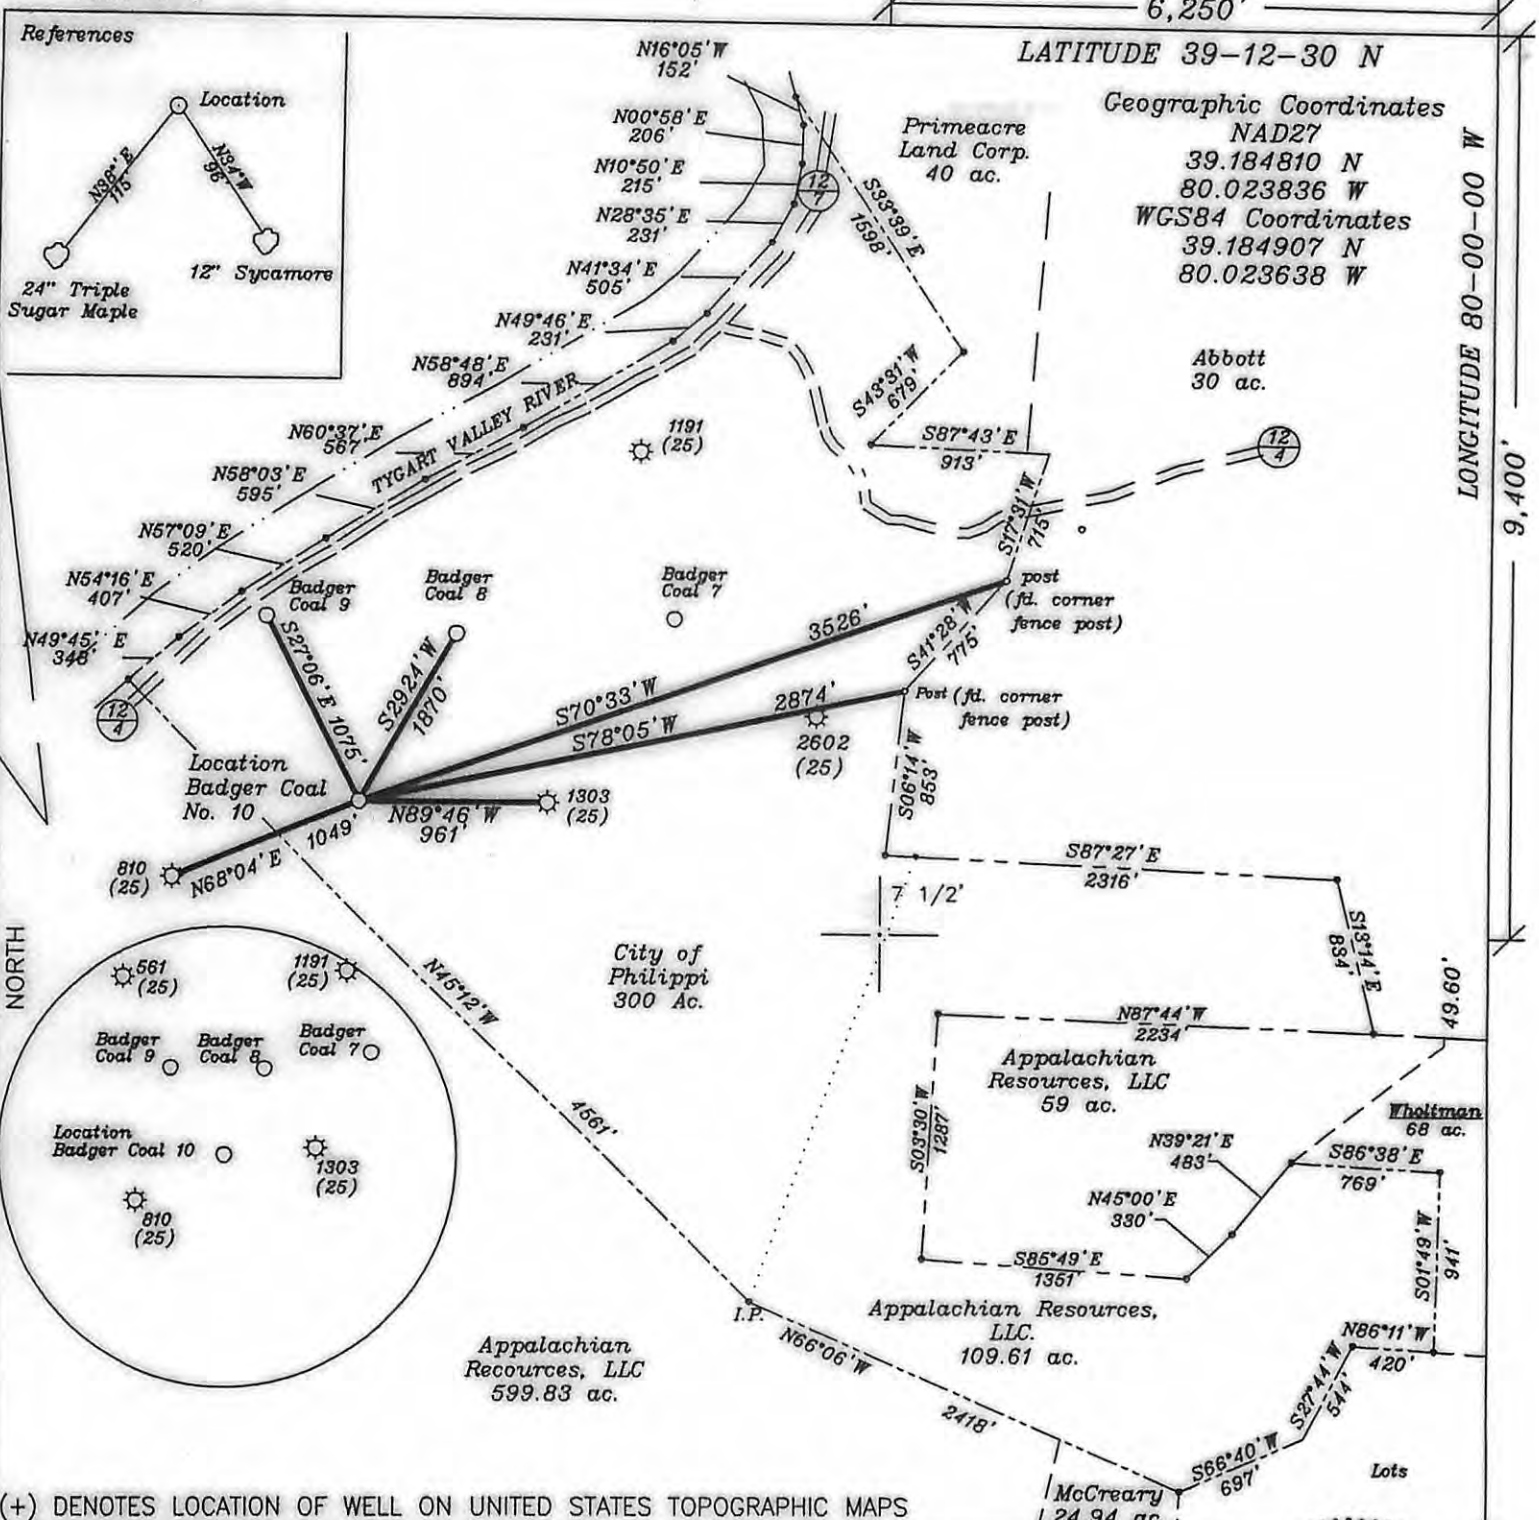 6,250'
References
Location
N38°E
115'
N34°W
96'
24" Triple
Sugar Maple
12" Sycamore
LATITUDE 39-12-30 N
Geographic Coordinates
NAD27
39.184810 N
80.023836 W
WGS84 Coordinates
39.184907 N
80.023638 W
LONGITUDE 80-00-00 W
9,400'
N16°05'W
152'
N00°58'E
206'
N10°50'E
215'
N28°35'E
231'
N41°34'E
505'
N49°46'E
231'
N58°48'E
894'
N60°37'E
567'
N58°03'E
595'
N57°09'E
520'
N54°16'E
407'
N49°45'E
348'
TYGART VALLEY RIVER
12
7
Primeacre
Land Corp.
40 ac.
S33°39'E
1598'
S43°31'W
679'
S87°43'E
913'
Abbott
30 ac.
12
4
S17°31'W
715'
1191
(25)
Badger
Coal 9
Badger
Coal 8
Badger
Coal 7
post
(fd. corner
fence post)
S41°28'W
775'
3526'
S70°33'W
2874'
S78°05'W
Post (fd. corner
fence post)
S27°06'E 1075'
S29°24'W
1870'
12
4
2602
(25)
S06°14'W
853'
Location
Badger Coal
No. 10
N89°46'W
961'
1303
(25)
1049'
N68°04'E
810
(25)
S87°27'E
2316'
7 1/2'
S13°14'E
834'
NORTH
561
(25)
1191
(25)
Badger
Coal 9
Badger
Coal 8
Badger
Coal 7
Location
Badger Coal 10
1303
(25)
810
(25)
City of
Philippi
300 Ac.
N45°12'W
4561'
49.60'
N87°44'W
2234'
Appalachian
Resources, LLC
59 ac.
S03°30'W
1287'
Wholtman
68 ac.
N39°21'E
483'
S86°38'E
769'
N45°00'E
330'
S01°49'W
941'
S85°49'E
1351'
Appalachian Resources,
LLC.
109.61 ac.
I.P.
N66°06'W
2418'
N86°11'W
420'
S27°44'W
544'
Appalachian
Recources, LLC
599.83 ac.
S66°40'W
697'
Lots
McCreary
24.94 ac.
(+) DENOTES LOCATION OF WELL ON UNITED STATES TOPOGRAPHIC MAPS